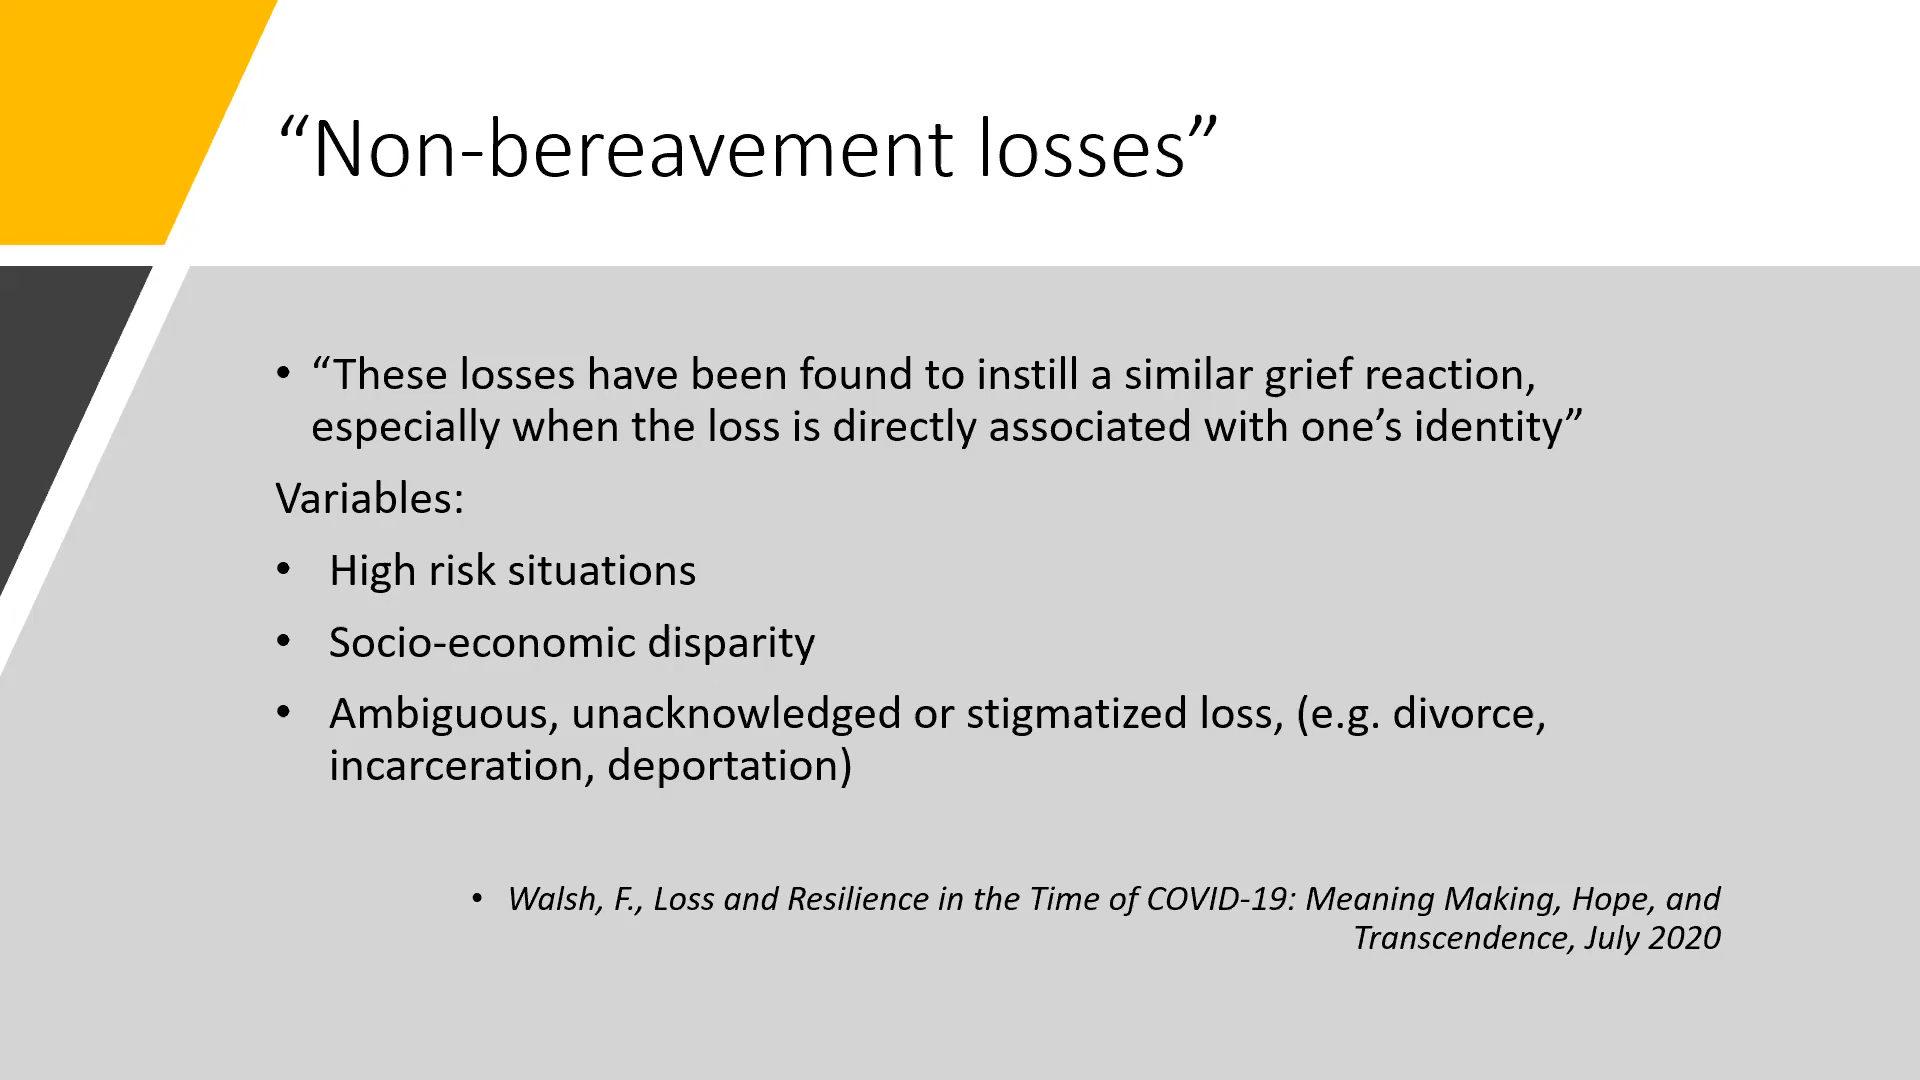 “Non-bereavement losses”
• “These losses have been found to instill a similar grief reaction,
especially when the loss is directly associated with one’s identity”
Variables:
• High risk situations
• Socio-economic disparity
• Ambiguous, unacknowledged or stigmatized loss, (e.g. divorce,
incarceration, deportation)
• Walsh, F., Loss and Resilience in the Time of COVID-19: Meaning Making, Hope, and
Transcendence, July 2020